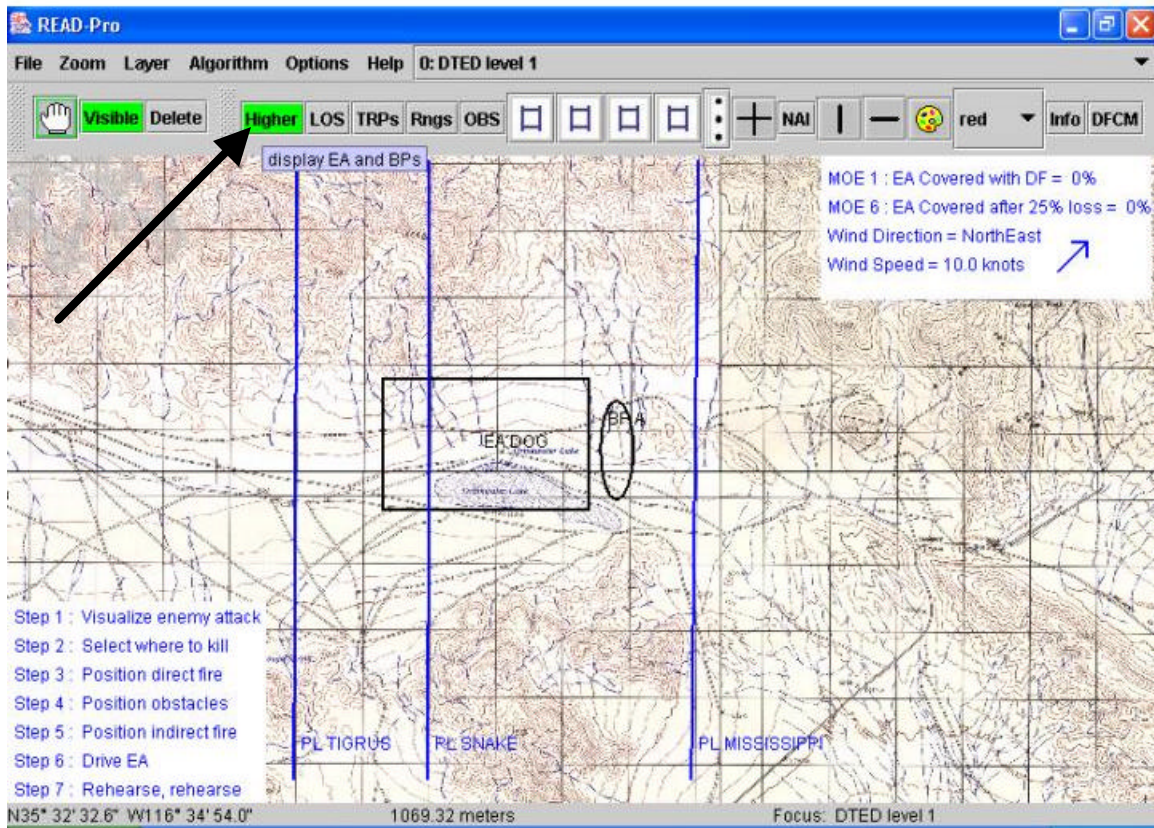 READ-Pro
File Zoom Layer Algorithm Options Help 0: DTED level 1
Visible Delete Higher LOS TRPs Rngs OBS NAI red Info DFCM
display EA and BPs
MOE 1 : EA Covered with DF = 0%
MOE 6 : EA Covered after 25% loss = 0%
Wind Direction = NorthEast
Wind Speed = 10.0 knots
BP A
EA DOG
Step 1 : Visualize enemy attack
Step 2 : Select where to kill
Step 3 : Position direct fire
Step 4 : Position obstacles
Step 5 : Position indirect fire
Step 6 : Drive EA
Step 7 : Rehearse, rehearse
PL TIGRUS PL SNAKE PL MISSISSIPPI
N35° 32' 32.6" W116° 34' 54.0" 1069.32 meters Focus: DTED level 1